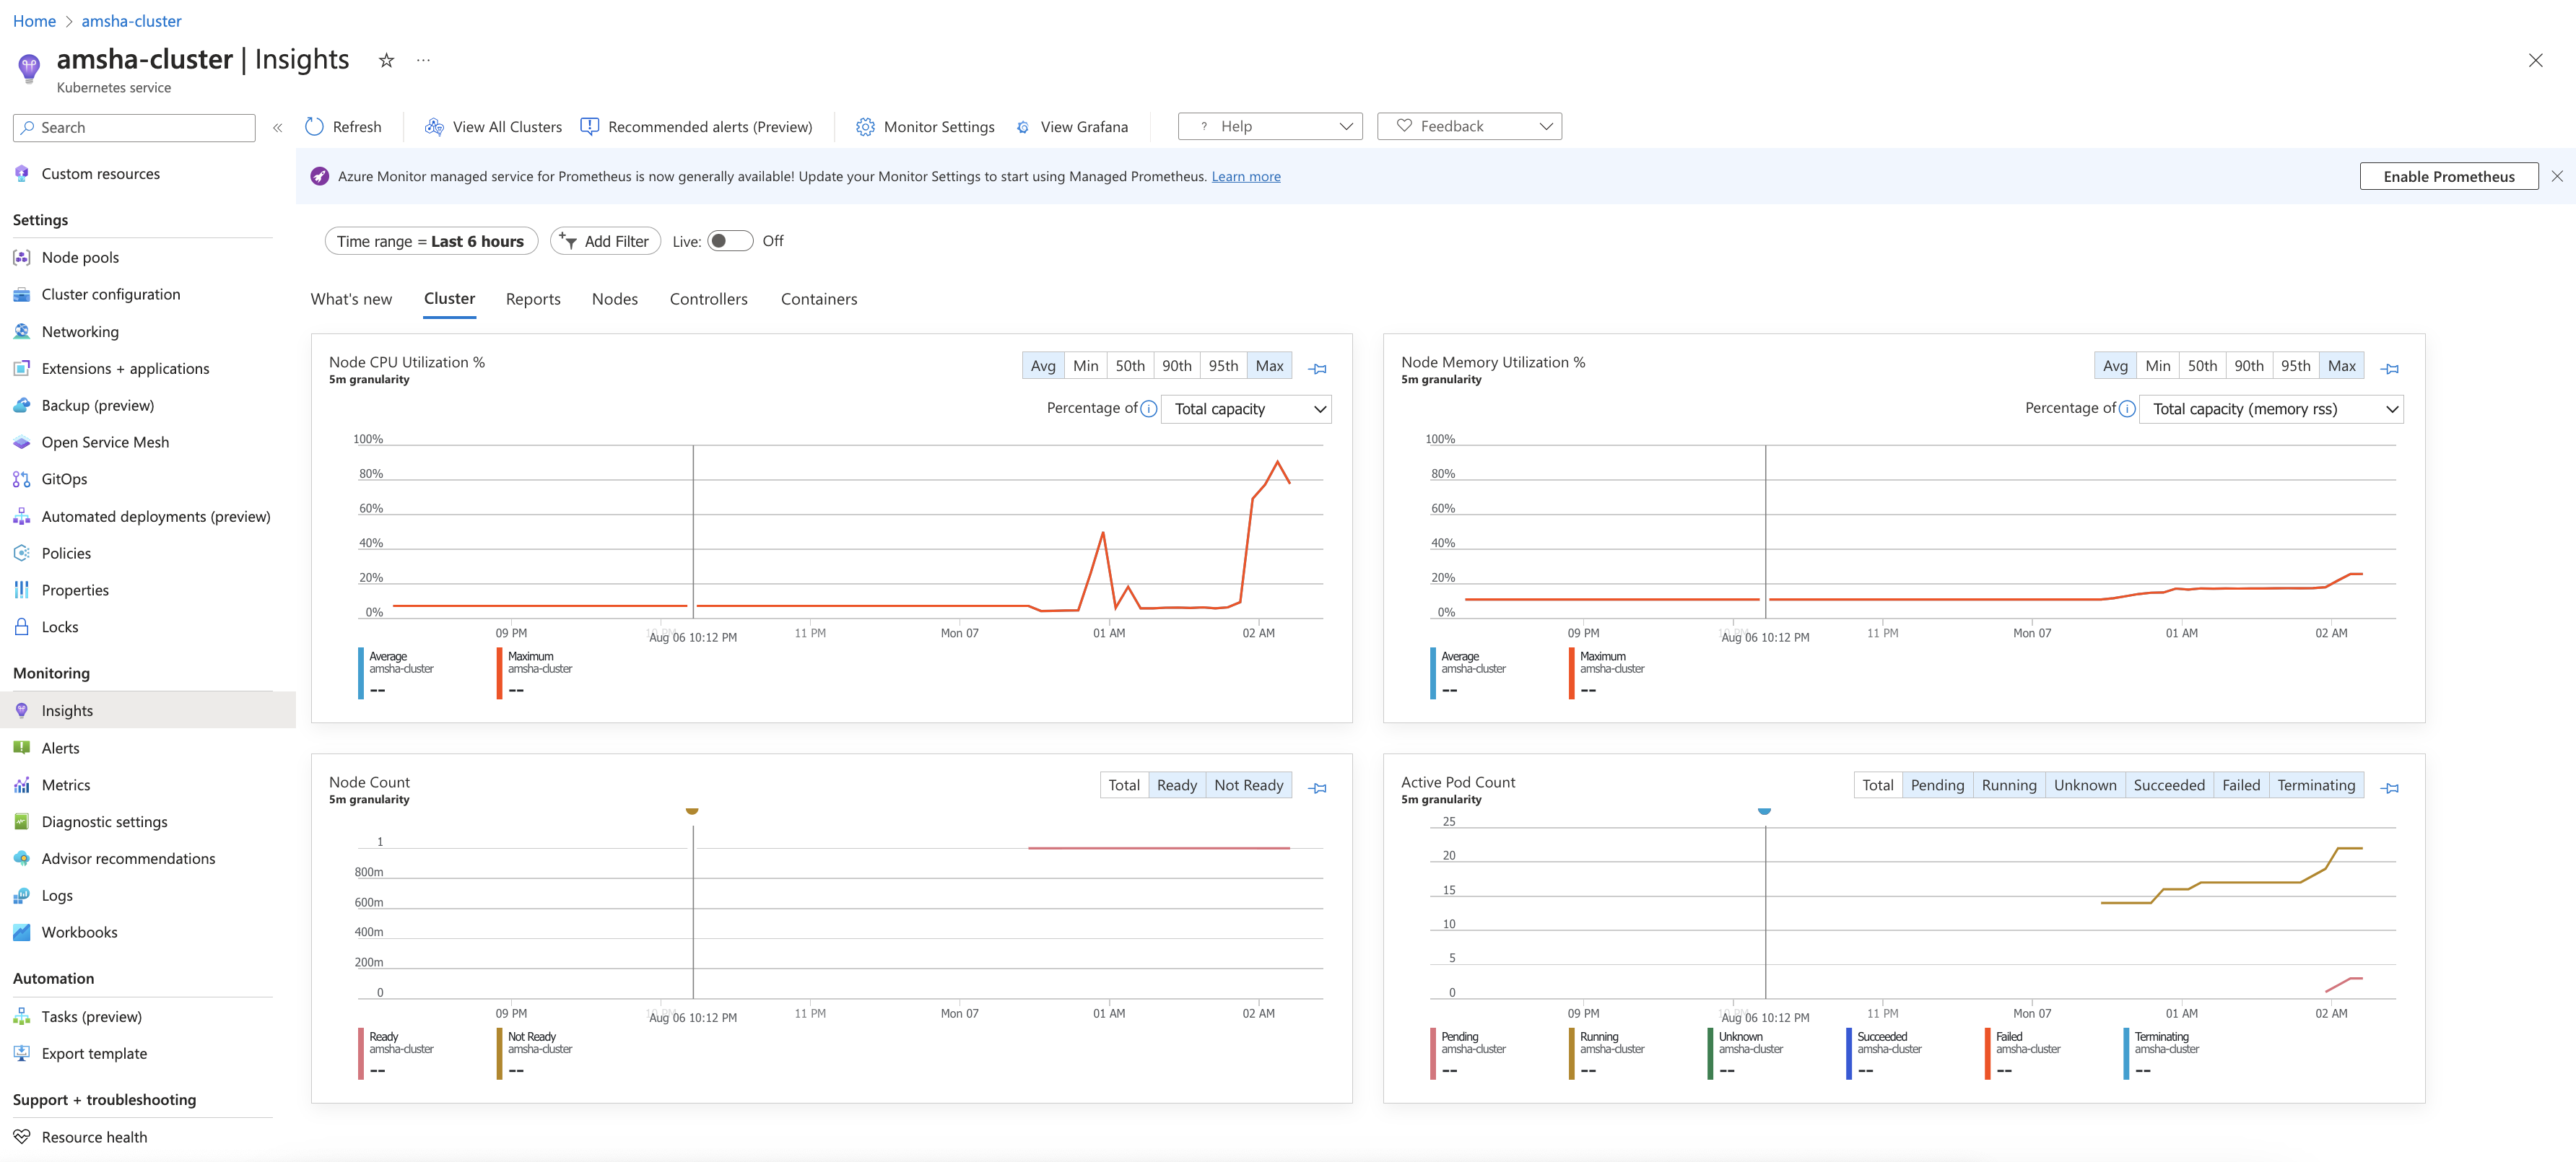 Home > amsha-cluster
amsha-cluster | Insights
Kubernetes service
Search
Refresh
View All Clusters
Recommended alerts (Preview)
Monitor Settings
View Grafana
? Help
Feedback
Azure Monitor managed service for Prometheus is now generally available! Update your Monitor Settings to start using Managed Prometheus. Learn more
Enable Prometheus
Custom resources
Settings
Node pools
Cluster configuration
Networking
Extensions + applications
Backup (preview)
Open Service Mesh
GitOps
Automated deployments (preview)
Policies
Properties
Locks
Monitoring
Insights
Alerts
Metrics
Diagnostic settings
Advisor recommendations
Logs
Workbooks
Automation
Tasks (preview)
Export template
Support + troubleshooting
Resource health
Time range = Last 6 hours
Add Filter
Live: Off
What's new
Cluster
Reports
Nodes
Controllers
Containers
Node CPU Utilization %
5m granularity
Avg Min 50th 90th 95th Max
Percentage of Total capacity
100%
80%
60%
40%
20%
0%
09 PM 10 PM Aug 06 10:12 PM 11 PM Mon 07 01 AM 02 AM
Average
amsha-cluster
--
Maximum
amsha-cluster
--
Node Memory Utilization %
5m granularity
Avg Min 50th 90th 95th Max
Percentage of Total capacity (memory rss)
100%
80%
60%
40%
20%
0%
09 PM 10 PM Aug 06 10:12 PM 11 PM Mon 07 01 AM 02 AM
Average
amsha-cluster
--
Maximum
amsha-cluster
--
Node Count
5m granularity
Total Ready Not Ready
1
800m
600m
400m
200m
0
09 PM 10 PM Aug 06 10:12 PM 11 PM Mon 07 01 AM 02 AM
Ready
amsha-cluster
--
Not Ready
amsha-cluster
--
Active Pod Count
5m granularity
Total Pending Running Unknown Succeeded Failed Terminating
25
20
15
10
5
0
09 PM 10 PM Aug 06 10:12 PM 11 PM Mon 07 01 AM 02 AM
Pending
amsha-cluster
--
Running
amsha-cluster
--
Unknown
amsha-cluster
--
Succeeded
amsha-cluster
--
Failed
amsha-cluster
--
Terminating
amsha-cluster
--